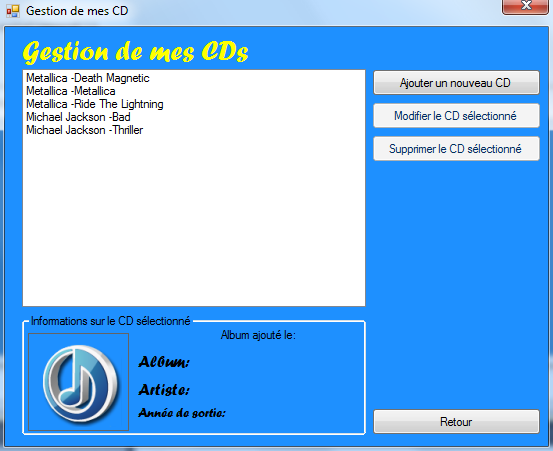 Gestion de mes CD
Gestion de mes CDs
Metallica -Death Magnetic
Metallica -Metallica
Metallica -Ride The Lightning
Michael Jackson -Bad
Michael Jackson -Thriller
Ajouter un nouveau CD
Modifier le CD sélectionné
Supprimer le CD sélectionné
Informations sur le CD sélectionné
Album ajouté le:
Album:
Artiste:
Année de sortie:
Retour